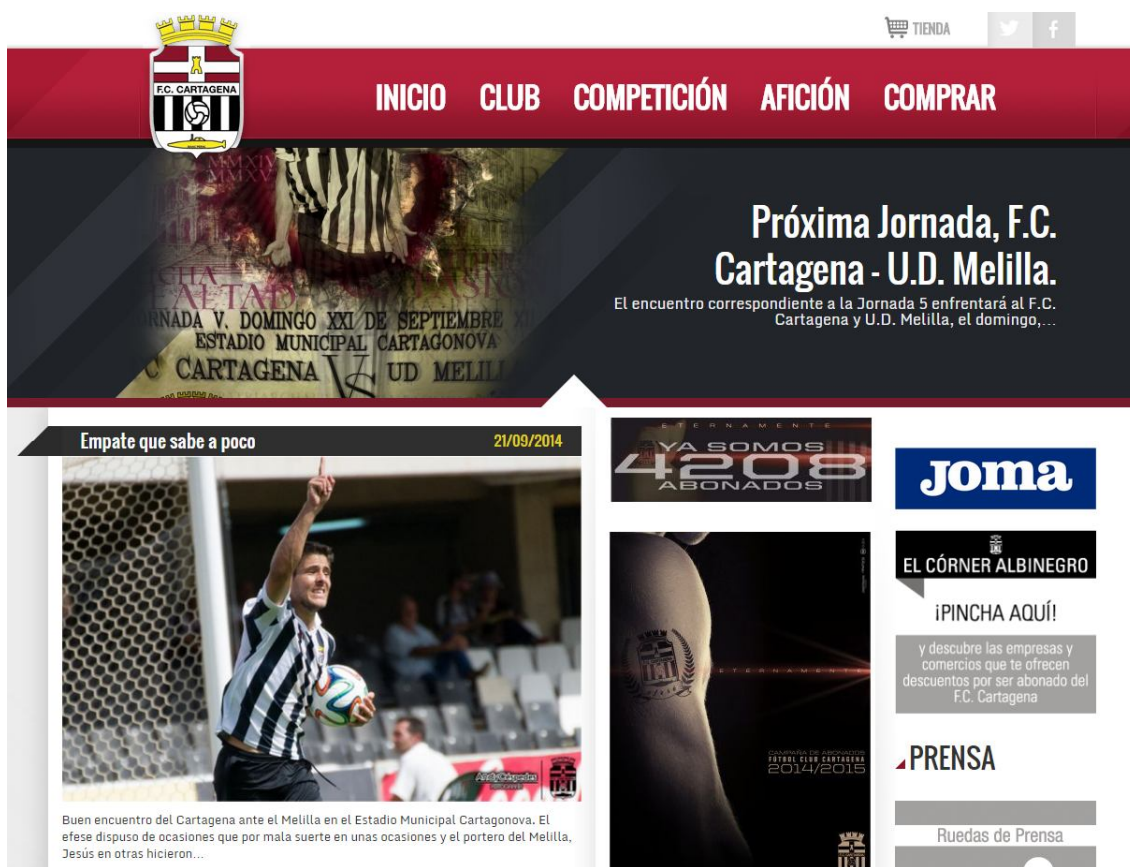 TIENDA
F.C. CARTAGENA
INICIO CLUB COMPETICIÓN AFICIÓN COMPRAR
MMXIV
MMXV
Próxima Jornada, F.C.
Cartagena - U.D. Melilla.
El encuentro correspondiente a la Jornada 5 enfrentará al F.C.
Cartagena y U.D. Melilla, el domingo,...
V. DOMINGO XXI DE SEPTIEMBRE
ESTADIO MUNICIPAL CARTAGONOVA
CARTAGENA VS UD
Empate que sabe a poco 21/09/2014
Buen encuentro del Cartagena ante el Melilla en el Estadio Municipal Cartagonova. El
efese dispuso de ocasiones que por mala suerte en unas ocasiones y el portero del Melilla,
Jesús en otras hicieron...
ETERNAMENTE
YA SOMOS
4208
ABONADOS
ETERNAMENTE
CAMPAÑA DE ABONADOS
FÚTBOL CLUB CARTAGENA
2014/2015
Joma
EL CÓRNER ALBINEGRO
¡PINCHA AQUÍ!
y descubre las empresas y
comercios que te ofrecen
descuentos por ser abonado del
F.C. Cartagena
PRENSA
Ruedas de Prensa